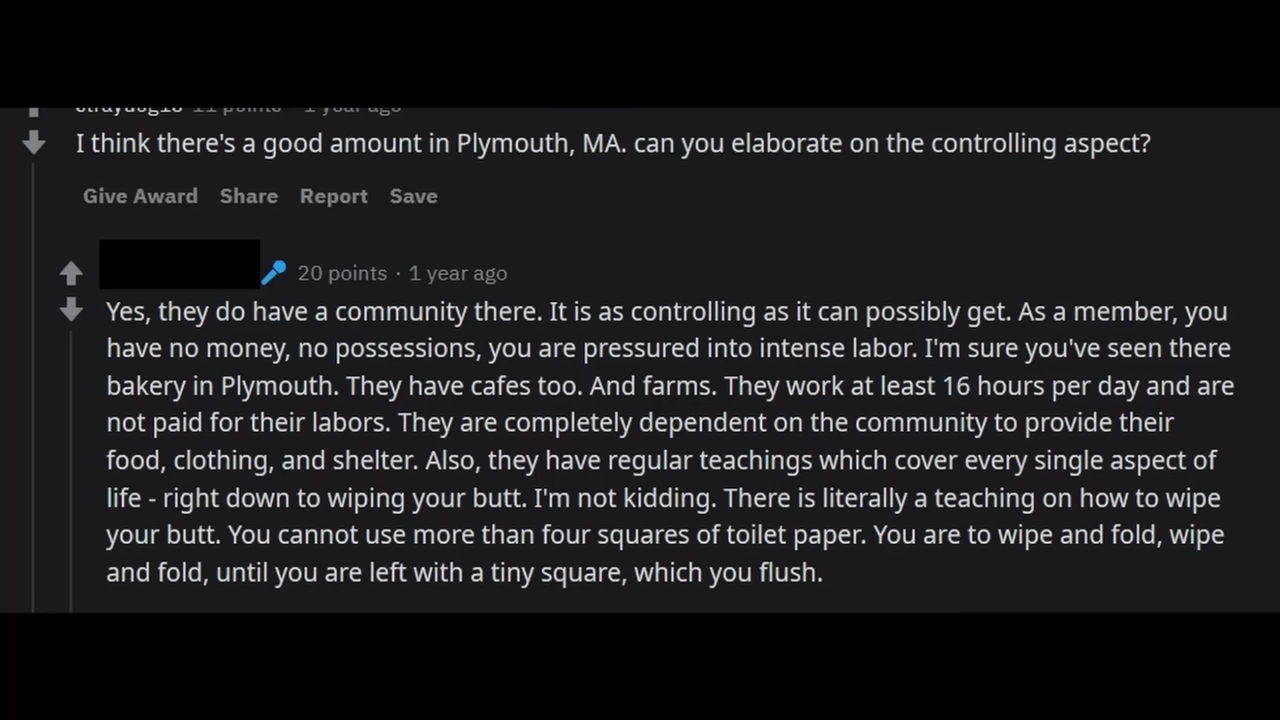 I think there's a good amount in Plymouth, MA. can you elaborate on the controlling aspect?
Give Award Share Report Save
20 points · 1 year ago
Yes, they do have a community there. It is as controlling as it can possibly get. As a member, you
have no money, no possessions, you are pressured into intense labor. I'm sure you've seen there
bakery in Plymouth. They have cafes too. And farms. They work at least 16 hours per day and are
not paid for their labors. They are completely dependent on the community to provide their
food, clothing, and shelter. Also, they have regular teachings which cover every single aspect of
life - right down to wiping your butt. I'm not kidding. There is literally a teaching on how to wipe
your butt. You cannot use more than four squares of toilet paper. You are to wipe and fold, wipe
and fold, until you are left with a tiny square, which you flush.